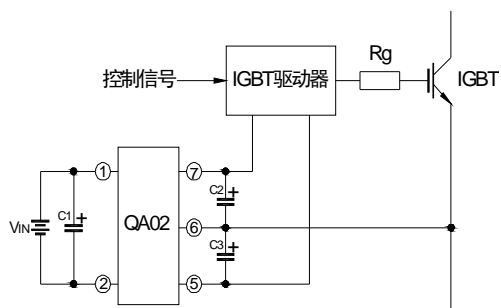 Rg
控制信号
IGBT驱动器
IGBT
①
⑦
C2 +
VIN
C1 +
QA02
⑥
C3 +
②
⑤